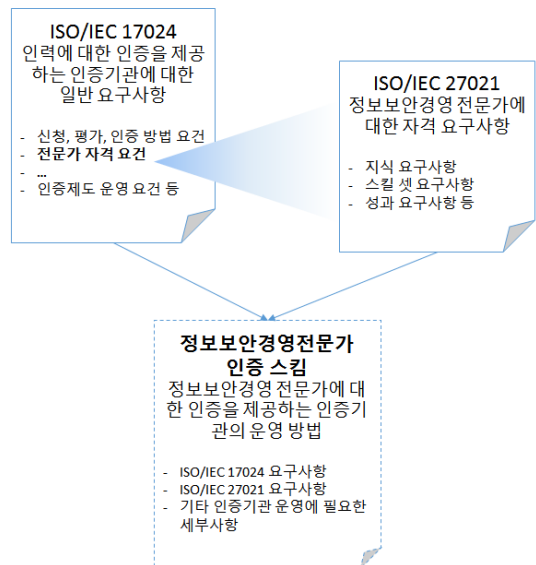 ISO/IEC 17024
인력에 대한 인증을 제공
하는 인증기관에 대한
일반 요구사항
- 신청, 평가, 인증 방법 요건
- 전문가 자격 요건
- ...
- 인증제도 운영 요건 등
ISO/IEC 27021
정보보안경영 전문가에
대한 자격 요구사항
- 지식 요구사항
- 스킬 셋 요구사항
- 성과 요구사항 등
정보보안경영전문가
인증 스킴
정보보안경영 전문가에 대
한 인증을 제공하는 인증기
관의 운영 방법
- ISO/IEC 17024 요구사항
- ISO/IEC 27021 요구사항
- 기타 인증기관 운영에 필요한
세부사항